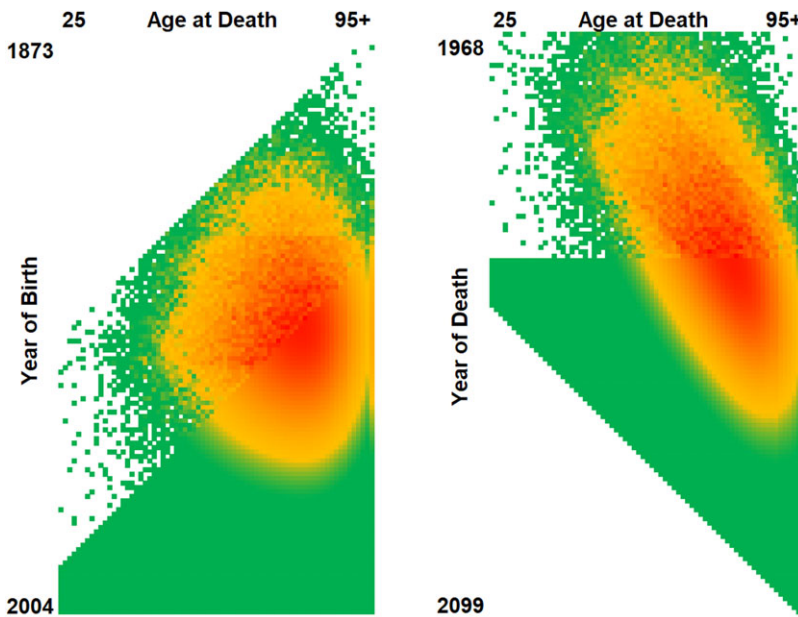 25 Age at Death 95+
1873
Year of Birth
2004
25 Age at Death 95+
1968
Year of Death
2099